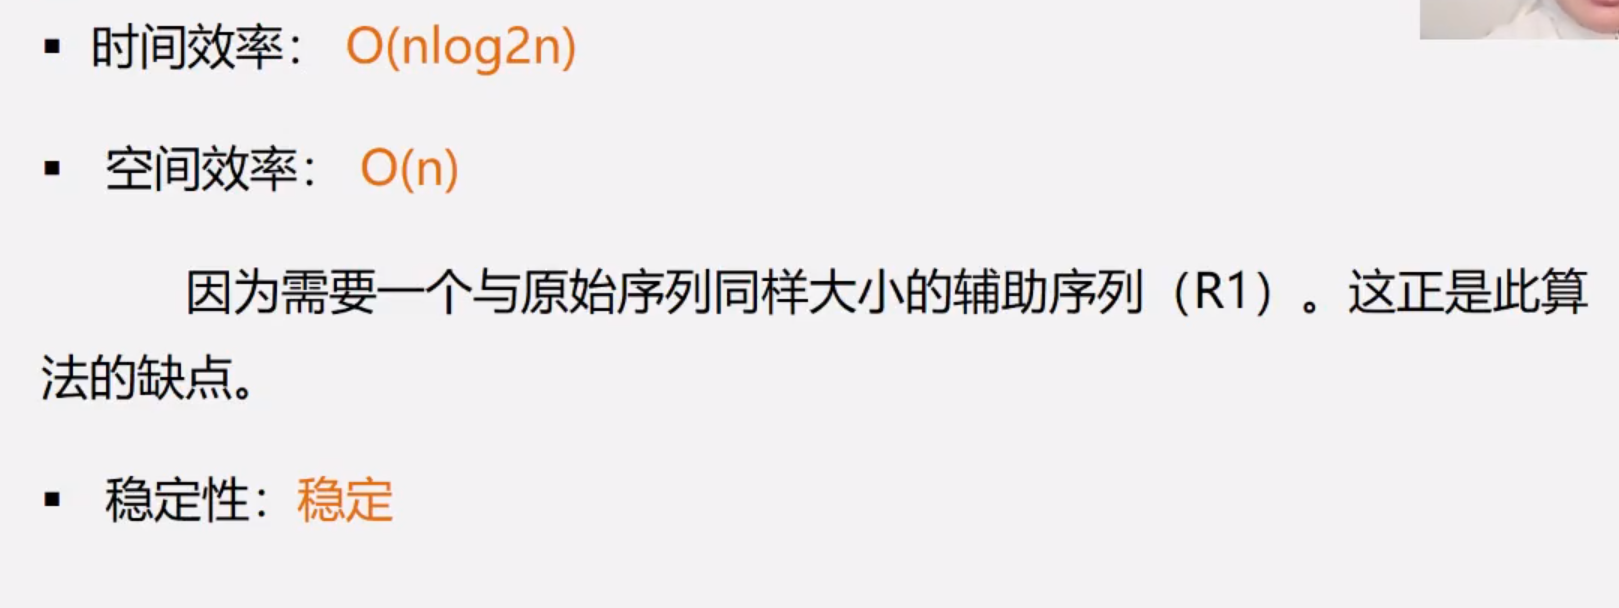 ▪ 时间效率： O(nlog2n)
▪ 空间效率： O(n)
因为需要一个与原始序列同样大小的辅助序列（R1）。这正是此算
法的缺点。
▪ 稳定性：稳定